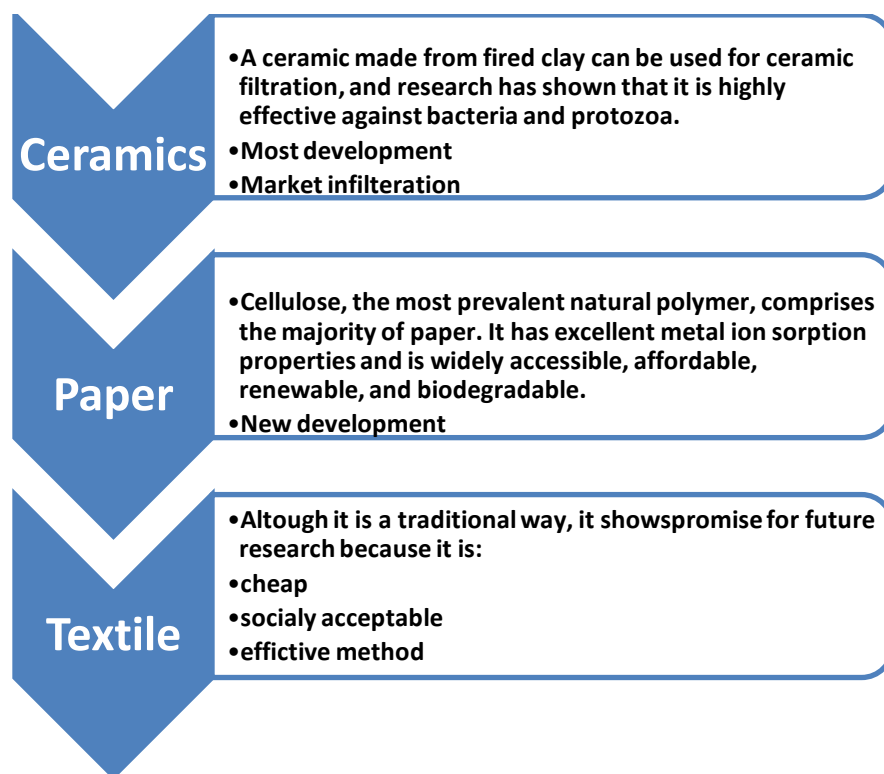 Ceramics
•A ceramic made from fired clay can be used for ceramic
filtration, and research has shown that it is highly
effective against bacteria and protozoa.
•Most development
•Market infilteration
Paper
•Cellulose, the most prevalent natural polymer, comprises
the majority of paper. It has excellent metal ion sorption
properties and is widely accessible, affordable,
renewable, and biodegradable.
•New development
Textile
•Altough it is a traditional way, it showspromise for future
research because it is:
•cheap
•socialy acceptable
•effictive method